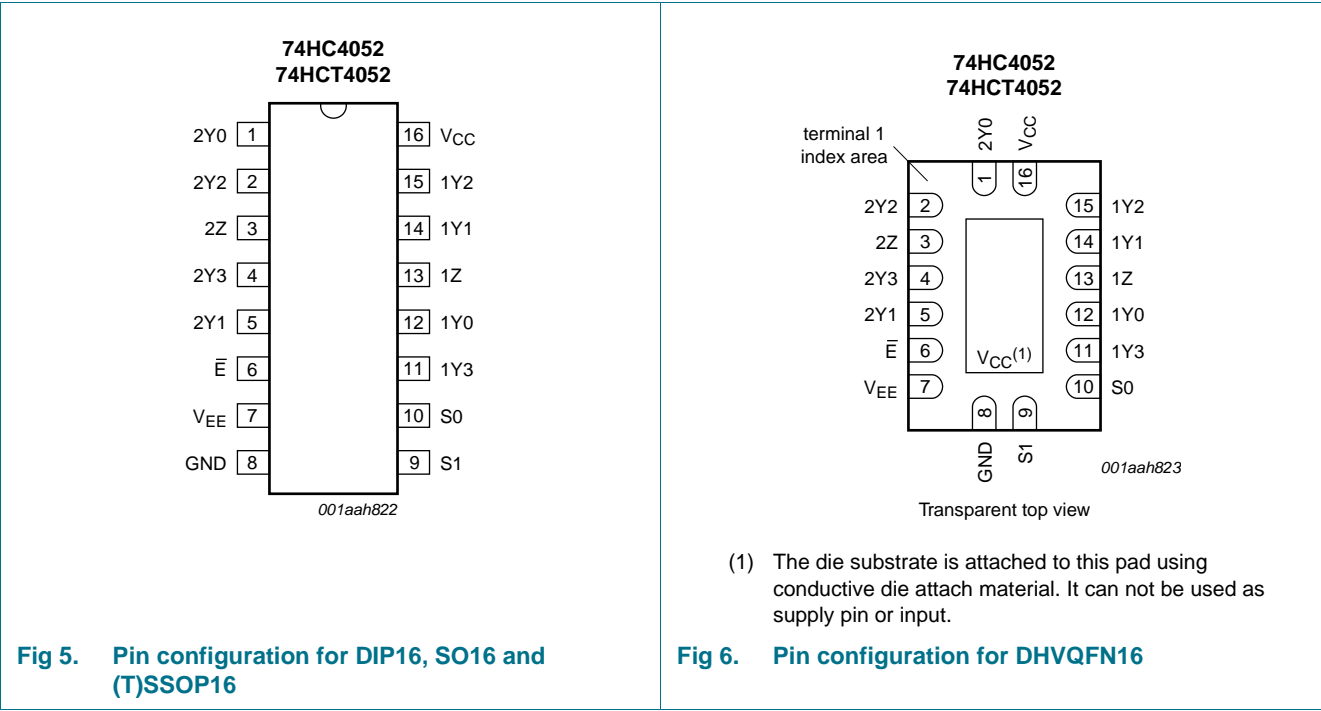 74HC4052
74HCT4052
2Y0 1
16 VCC
2Y2 2
15 1Y2
2Z 3
14 1Y1
2Y3 4
13 1Z
2Y1 5
12 1Y0
E̅ 6
11 1Y3
VEE 7
10 S0
GND 8
9 S1
001aah822
Fig 5. Pin configuration for DIP16, SO16 and
(T)SSOP16
74HC4052
74HCT4052
terminal 1
index area
2Y0
VCC
1
16
2Y2 2
15 1Y2
2Z 3
14 1Y1
2Y3 4
13 1Z
2Y1 5
12 1Y0
E̅ 6
VCC(1)
11 1Y3
VEE 7
10 S0
8
9
GND
S1
001aah823
Transparent top view
(1) The die substrate is attached to this pad using
conductive die attach material. It can not be used as
supply pin or input.
Fig 6. Pin configuration for DHVQFN16